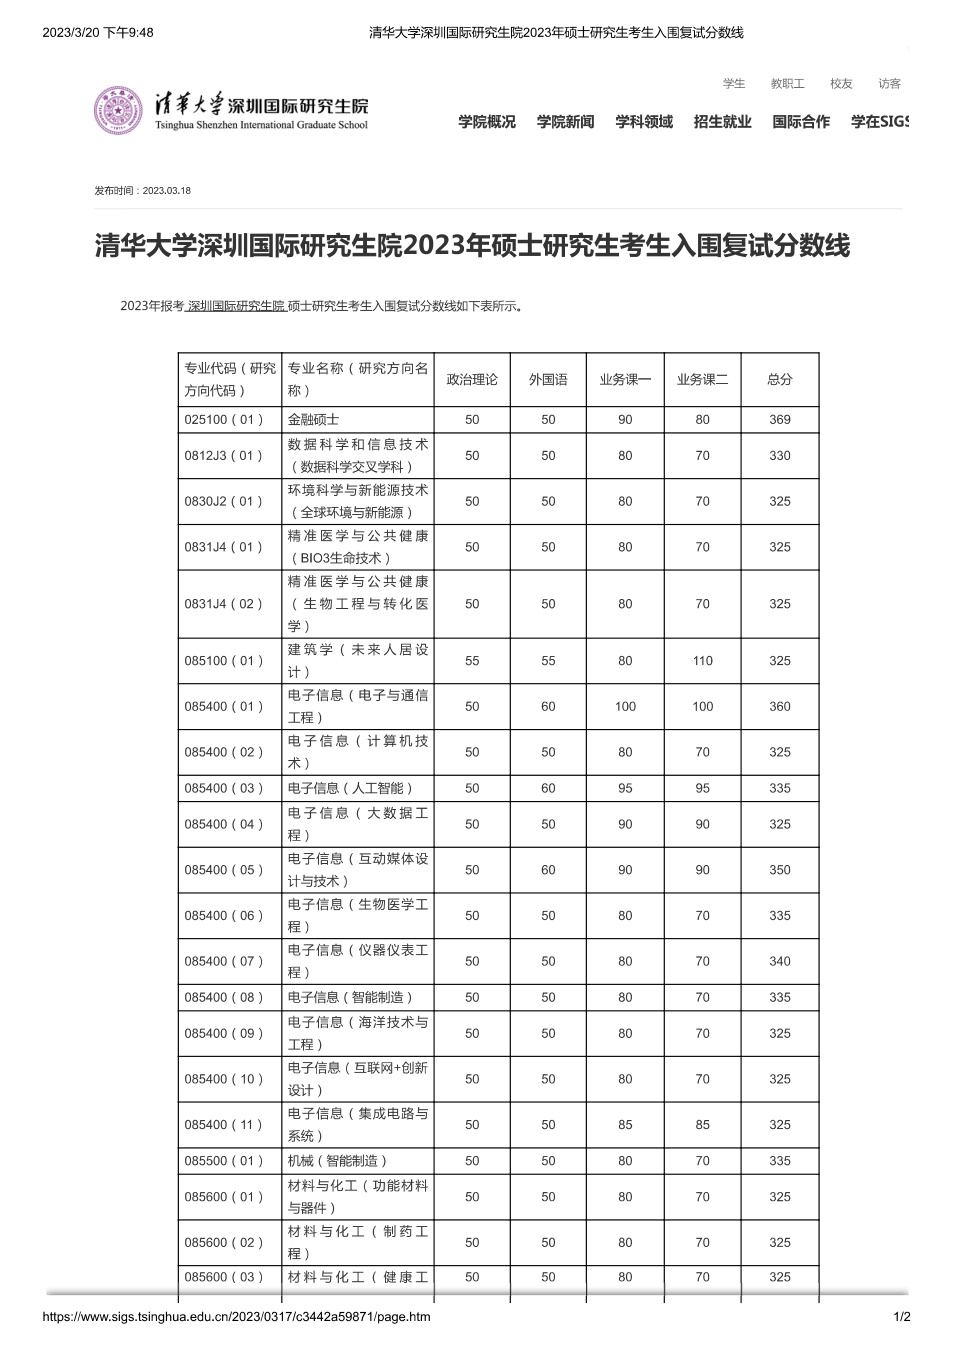 2023/3/20 下午9:48 清华大学深圳国际研究生院2023年硕士研究生考生入围复试分数线
学生 教职工 校友 访客
清华大学深圳国际研究生院
Tsinghua Shenzhen International Graduate School
学院概况 学院新闻 学科领域 招生就业 国际合作 学在SIGS
发布时间：2023.03.18
清华大学深圳国际研究生院2023年硕士研究生考生入围复试分数线
2023年报考 深圳国际研究生院 硕士研究生考生入围复试分数线如下表所示。
专业代码（研究 专业名称（研究方向名
方向代码） 称） 政治理论 外国语 业务课一 业务课二 总分
025100（01） 金融硕士 50 50 90 80 369
数据科学和信息技术
0812J3（01） （数据科学交叉学科） 50 50 80 70 330
环境科学与新能源技术
0830J2（01） （全球环境与新能源） 50 50 80 70 325
精准医学与公共健康
0831J4（01） （BIO3生命技术） 50 50 80 70 325
精准医学与公共健康
0831J4（02） （生物工程与转化医 50 50 80 70 325
学）
建筑学（未来人居设
085100（01） 计） 55 55 80 110 325
电子信息（电子与通信
085400（01） 工程） 50 60 100 100 360
电子信息（计算机技
085400（02） 术） 50 50 80 70 325
085400（03） 电子信息（人工智能） 50 60 95 95 335
电子信息（大数据工
085400（04） 程） 50 50 90 90 325
电子信息（互动媒体设
085400（05） 计与技术） 50 60 90 90 350
电子信息（生物医学工
085400（06） 程） 50 50 80 70 335
电子信息（仪器仪表工
085400（07） 程） 50 50 80 70 340
085400（08） 电子信息（智能制造） 50 50 80 70 335
电子信息（海洋技术与
085400（09） 工程） 50 50 80 70 325
电子信息（互联网+创新
085400（10） 设计） 50 50 80 70 325
电子信息（集成电路与
085400（11） 系统） 50 50 85 85 325
085500（01） 机械（智能制造） 50 50 80 70 335
材料与化工（功能材料
085600（01） 与器件） 50 50 80 70 325
材料与化工（制药工
085600（02） 程） 50 50 80 70 325
085600（03） 材料与化工（健康工 50 50 80 70 325
https://www.sigs.tsinghua.edu.cn/2023/0317/c3442a59871/page.htm 1/2